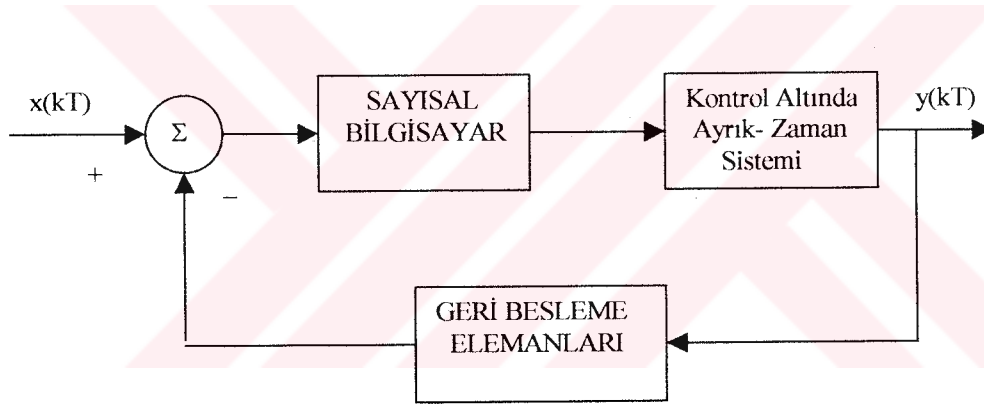 x(kT)
+
Σ
−
SAYISAL
BİLGİSAYAR
Kontrol Altında
Ayrık- Zaman
Sistemi
y(kT)
GERİ BESLEME
ELEMANLARI